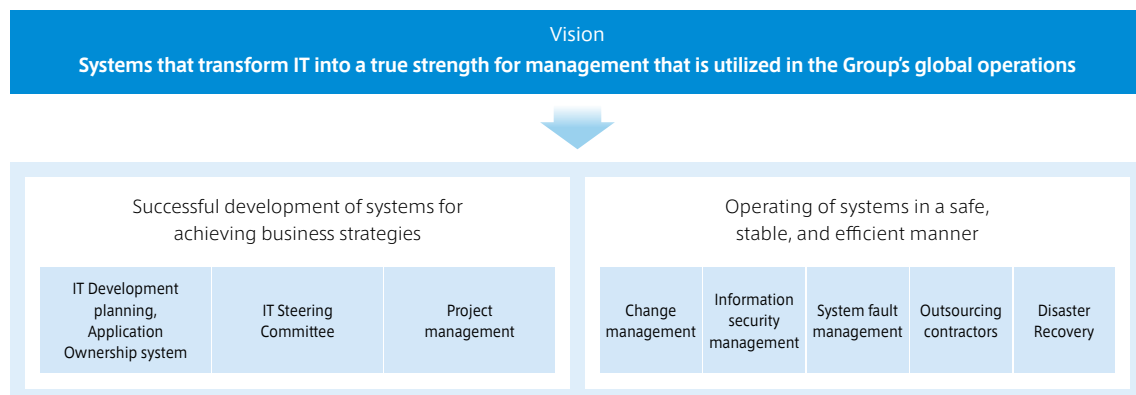 Vision
Systems that transform IT into a true strength for management that is utilized in the Group's global operations
Successful development of systems for
achieving business strategies
IT Development
planning,
Application
Ownership system
IT Steering
Committee
Project
management
Operating of systems in a safe,
stable, and efficient manner
Change
management
Information
security
management
System fault
management
Outsourcing
contractors
Disaster
Recovery